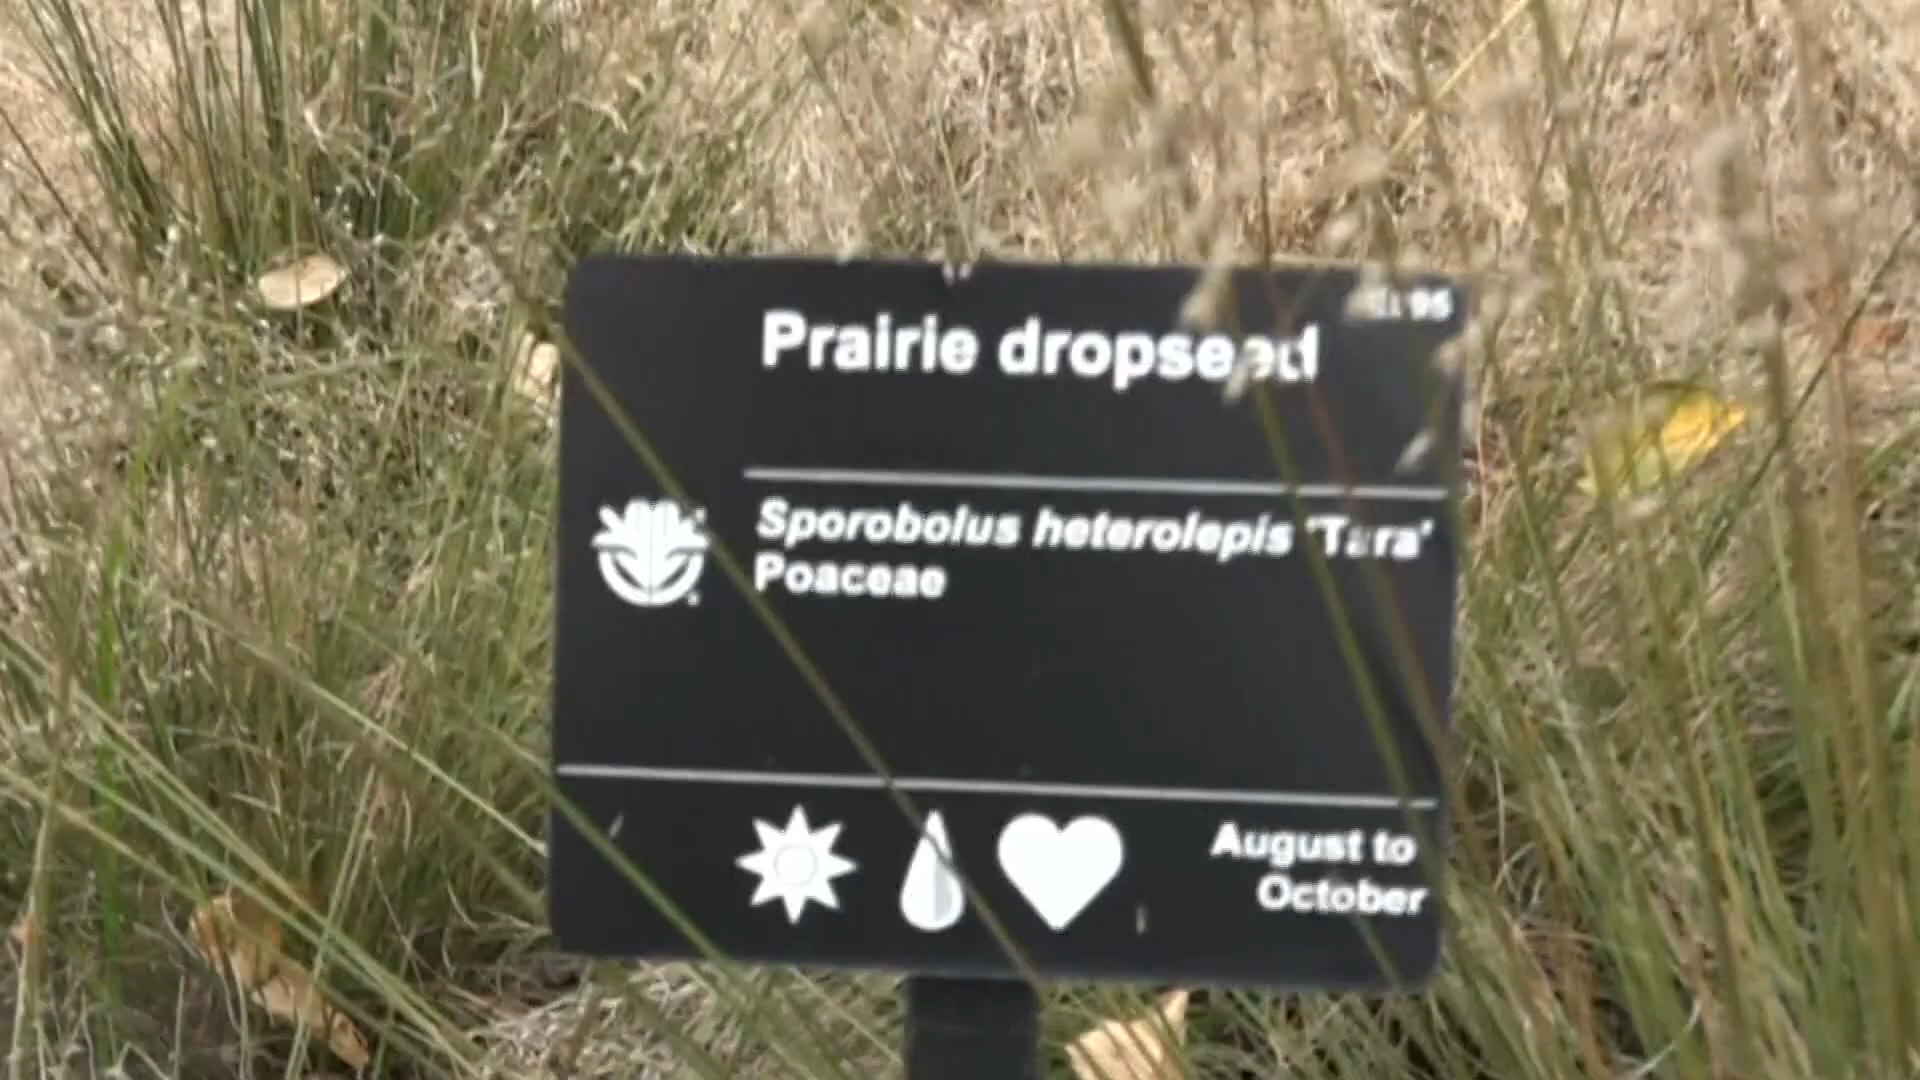 Prairie dropseed
Sporobolus heterolepis 'Tara'
Poaceae
August to
October